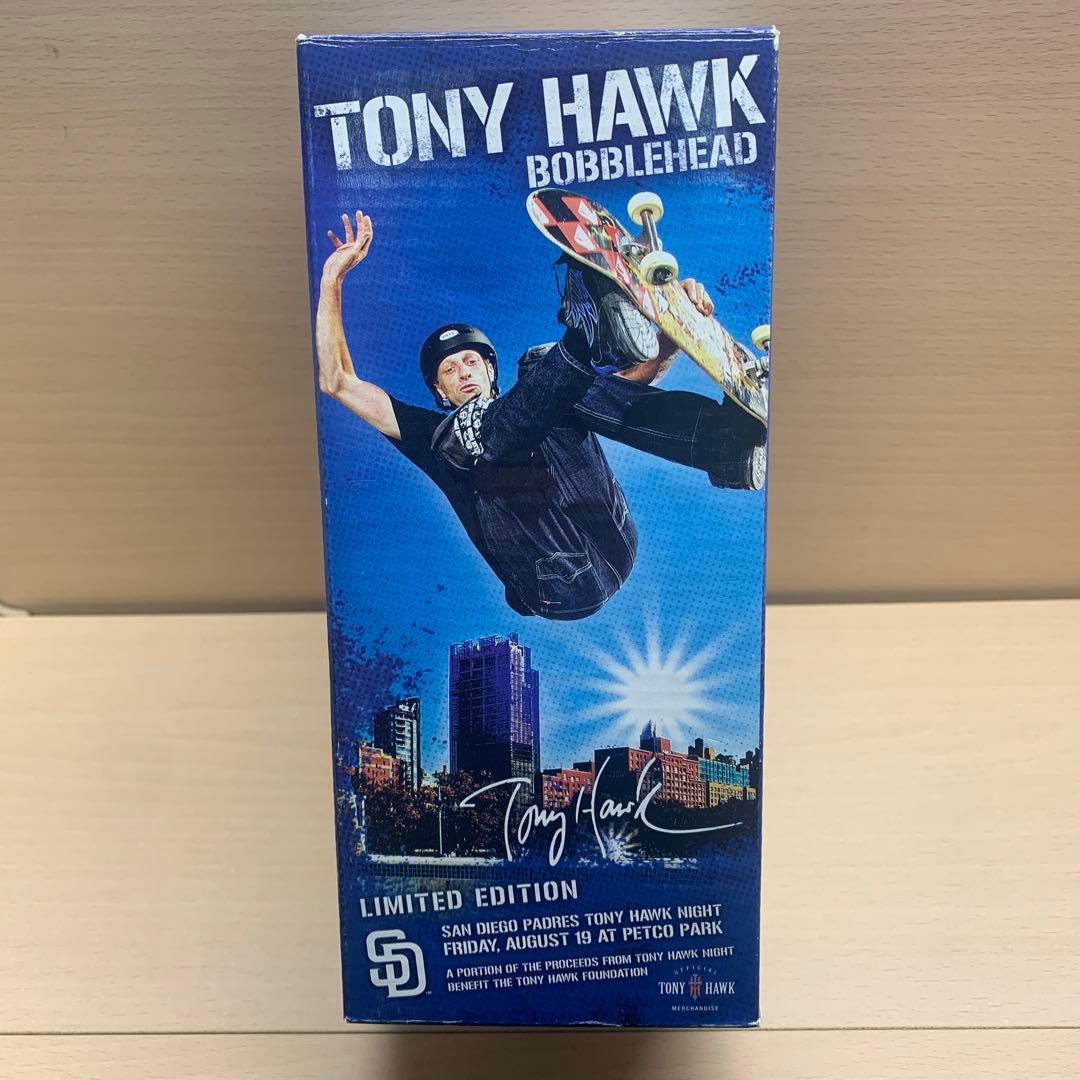 TONY HAWK
BOBBLEHEAD
Tony Hawk
LIMITED EDITION
SD
SAN DIEGO PADRES TONY HAWK NIGHT
FRIDAY, AUGUST 19 AT PETCO PARK
A PORTION OF THE PROCEEDS FROM TONY HAWK NIGHT
BENEFIT THE TONY HAWK FOUNDATION
OFFICIAL
TONY HAWK
MERCHANDISE